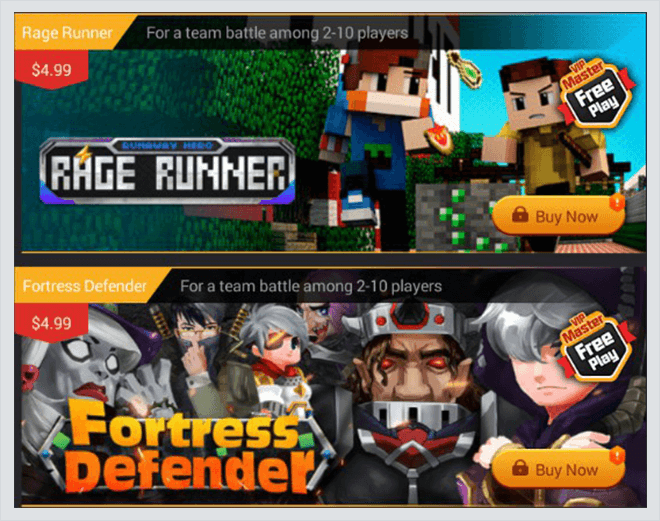 Rage Runner
For a team battle among 2-10 players
$4.99
VIP
Master
Free
Play
RUNAWAY HERO
RAGE RUNNER
! 
Buy Now
Fortress Defender
For a team battle among 2-10 players
$4.99
VIP
Master
Free
Play
Fortress
Defender
!
Buy Now